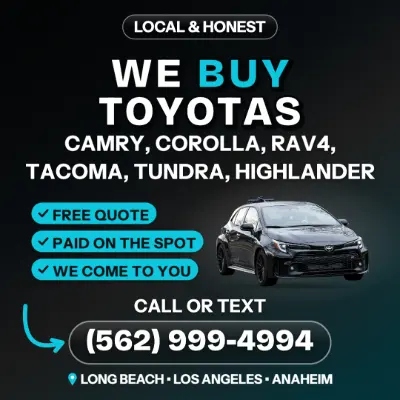 LOCAL & HONEST
WE BUY
TOYOTAS
CAMRY, COROLLA, RAV4,
TACOMA, TUNDRA, HIGHLANDER
FREE QUOTE
PAID ON THE SPOT
WE COME TO YOU
CALL OR TEXT
(562) 999-4994
LONG BEACH • LOS ANGELES • ANAHEIM